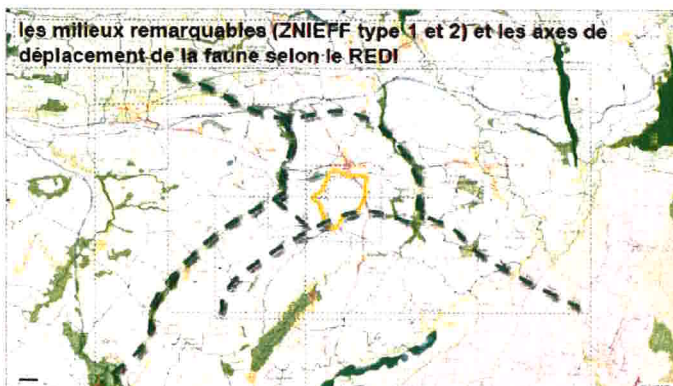 les milieux remarquables (ZNIEFF type 1 et 2) et les axes de
déplacement de la faune selon le REDI